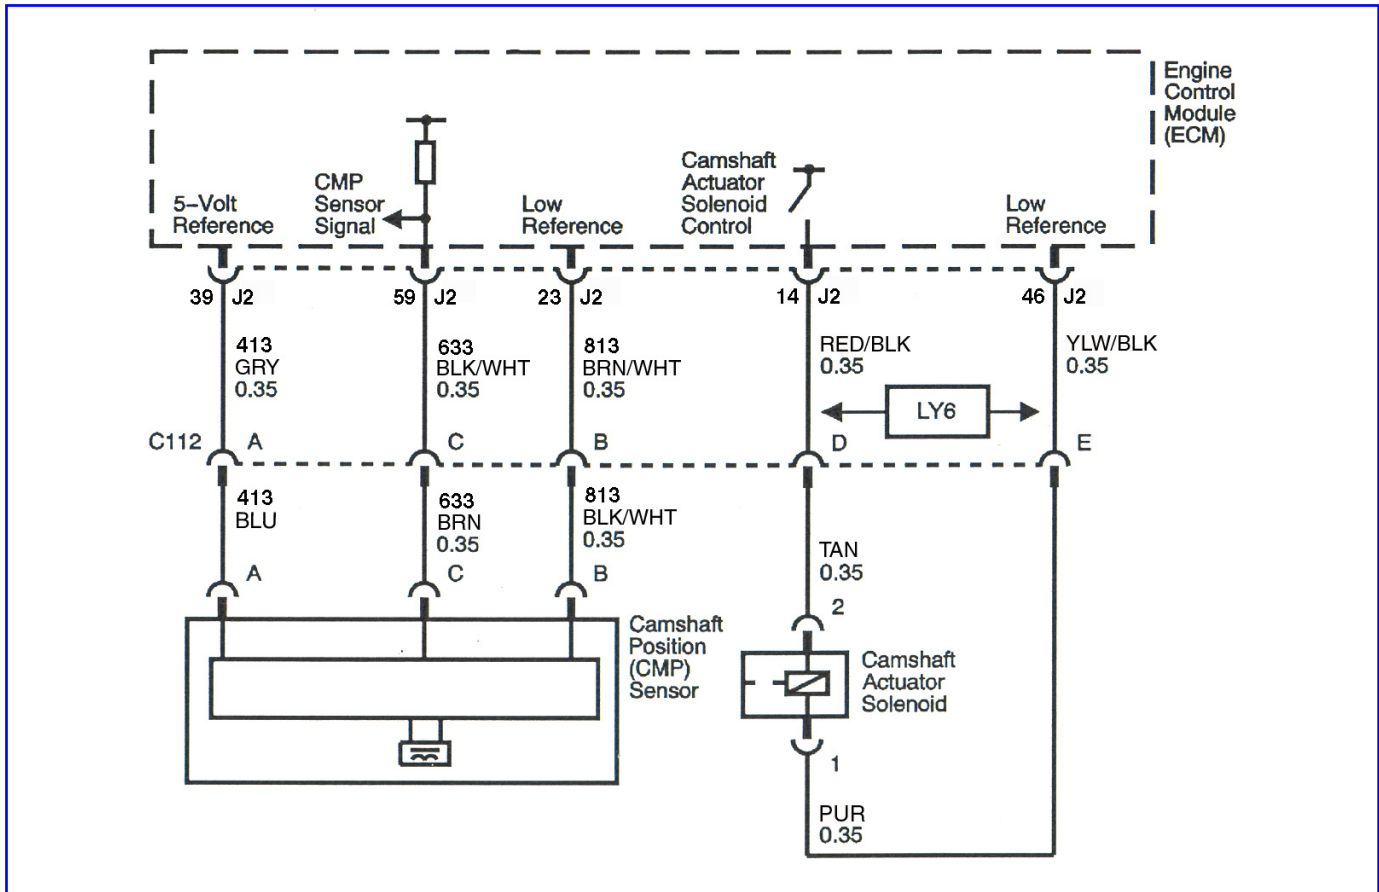 Engine
Control
Module
(ECM)
5–Volt
Reference
CMP
Sensor
Signal
Low
Reference
Camshaft
Actuator
Solenoid
Control
Low
Reference
39 J2
59 J2
23 J2
14 J2
46 J2
413
GRY
0.35
633
BLK/WHT
0.35
813
BRN/WHT
0.35
RED/BLK
0.35
YLW/BLK
0.35
LY6
C112 A
C
B
D
E
413
BLU
633
BRN
0.35
813
BLK/WHT
0.35
TAN
0.35
A
C
B
2
Camshaft
Position
(CMP)
Sensor
Camshaft
Actuator
Solenoid
1
PUR
0.35